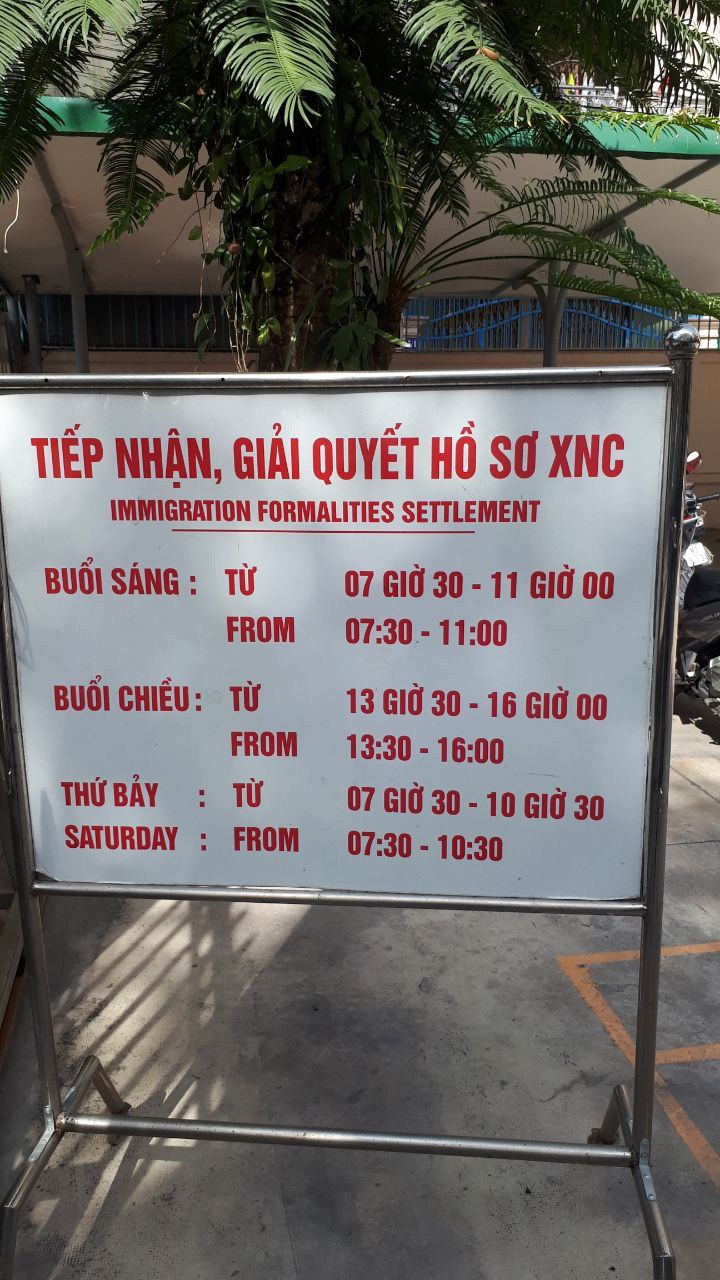 TIẾP NHẬN, GIẢI QUYẾT HỒ SƠ XNC
IMMIGRATION FORMALITIES SETTLEMENT
BUỔI SÁNG : TỪ 07 GIỜ 30 - 11 GIỜ 00
FROM 07:30 - 11:00
BUỔI CHIỀU : TỪ 13 GIỜ 30 - 16 GIỜ 00
FROM 13:30 - 16:00
THỨ BẢY : TỪ 07 GIỜ 30 - 10 GIỜ 30
SATURDAY : FROM 07:30 - 10:30